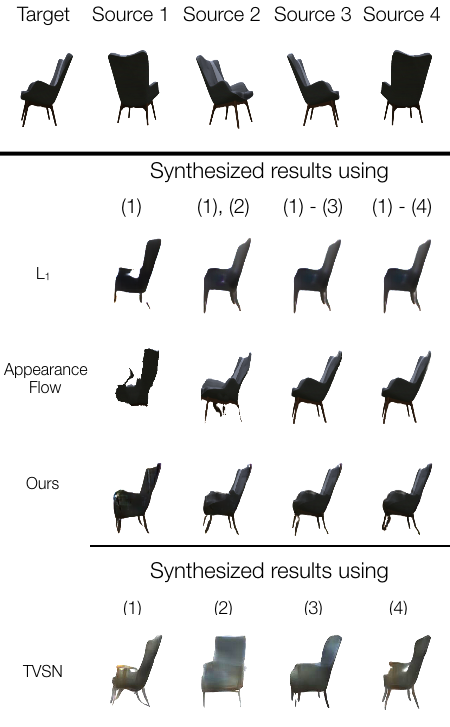 Target Source 1 Source 2 Source 3 Source 4
Synthesized results using
(1) (1), (2) (1) - (3) (1) - (4)
L₁
Appearance
Flow
Ours
Synthesized results using
(1) (2) (3) (4)
TVSN